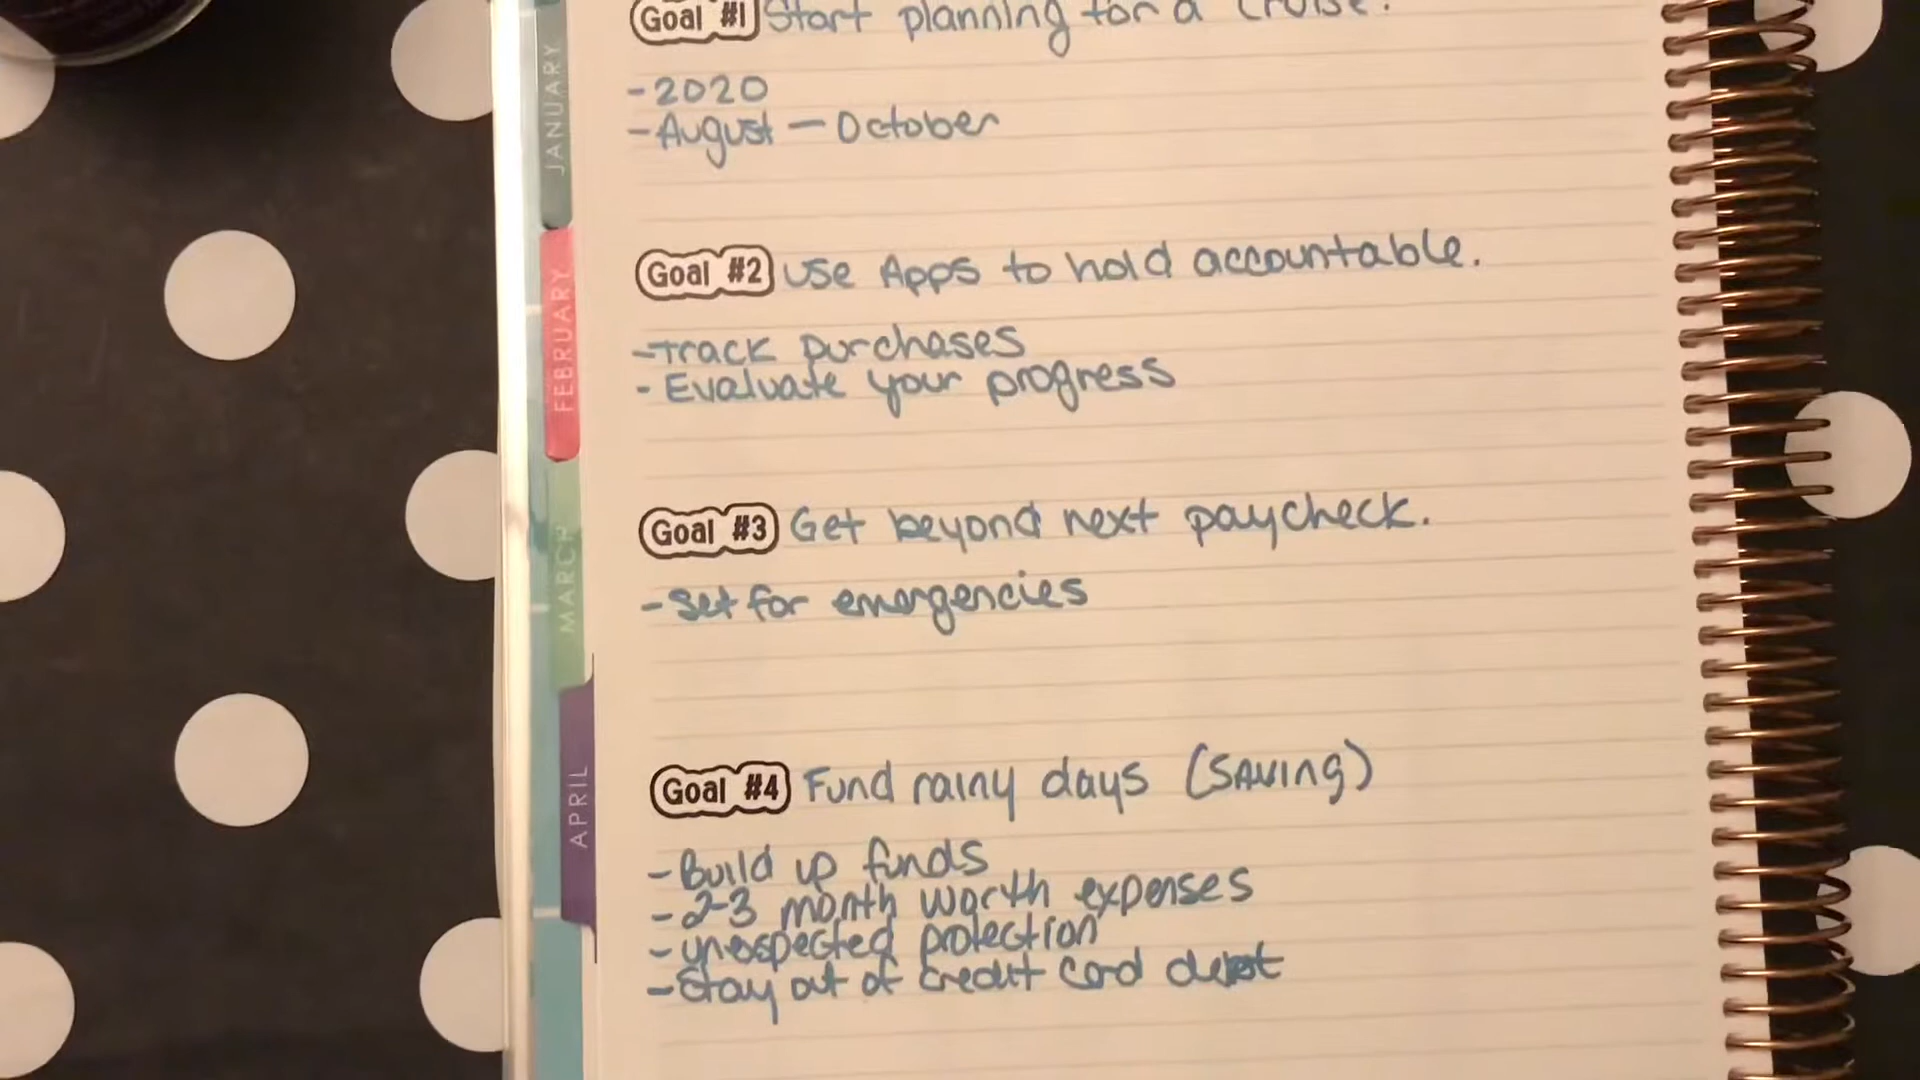 Goal #1 Start planning for a cruise.
- 2020
- August - October
Goal #2 Use Apps to hold accountable.
- Track purchases
- Evaluate your progress
Goal #3 Get beyond next paycheck.
- Set for emergencies
Goal #4 Fund rainy days (SAVING)
- Build up funds
- 2-3 month worth expenses
- unexspected protection
- Stay out of credit card debt
JANUARY
FEBRUARY
MARCH
APRIL